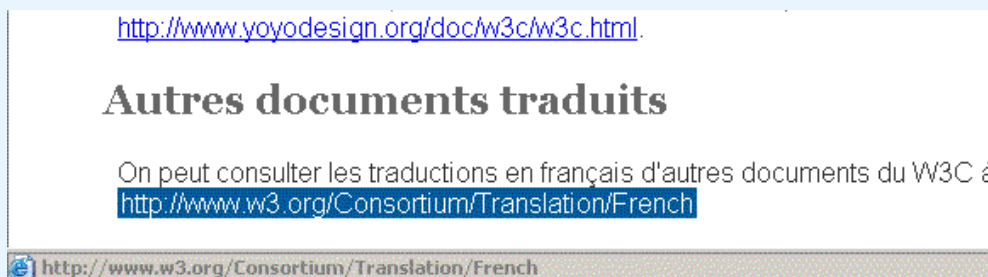 http://www.yoyodesign.org/doc/w3c/w3c.html.
Autres documents traduits
On peut consulter les traductions en français d'autres documents du W3C à
http://www.w3.org/Consortium/Translation/French
http://www.w3.org/Consortium/Translation/French